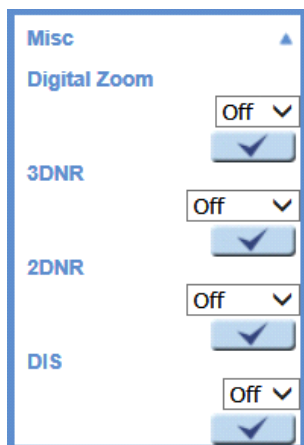 Misc
Digital Zoom
Off
3DNR
Off
2DNR
Off
DIS
Off